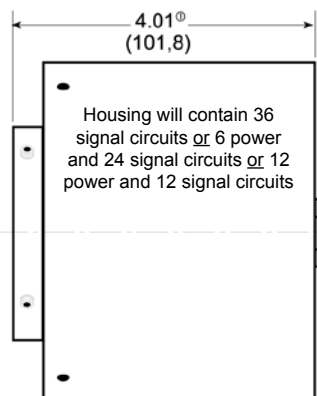 4.01①
(101,8)
Housing will contain 36
signal circuits or 6 power
and 24 signal circuits or 12
power and 12 signal circuits